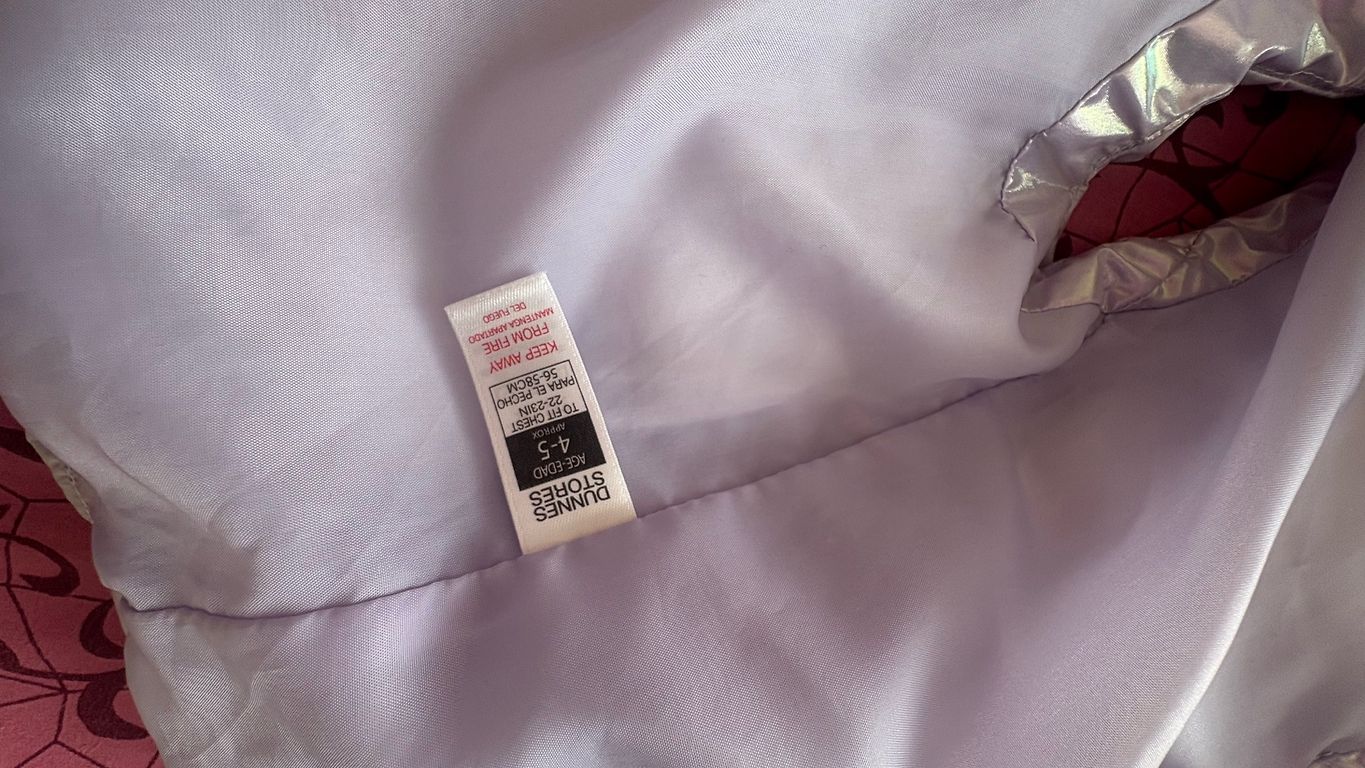 DUNNES
STORES
AGE-EDAD
4-5
APPROX
TO FIT CHEST
22-23IN
PARA EL PECHO
56-58CM
KEEP AWAY
FROM FIRE
MANTENGA APARTADO
DEL FUEGO